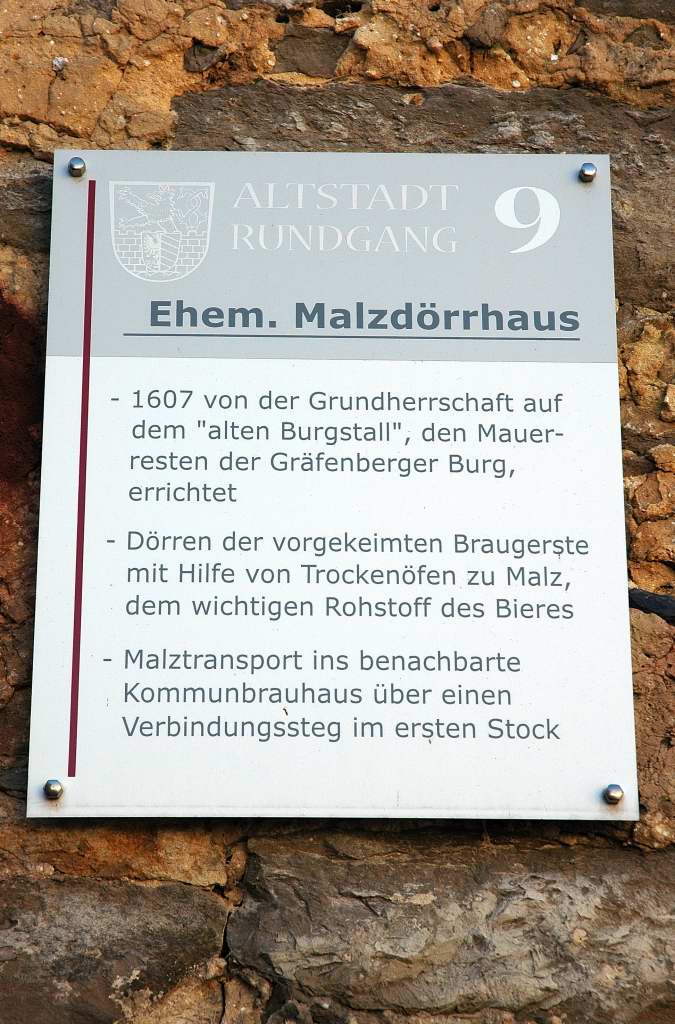 ALTSTADT
RUNDGANG
9
Ehem. Malzdörrhaus
- 1607 von der Grundherrschaft auf
dem "alten Burgstall", den Mauer-
resten der Gräfenberger Burg,
errichtet
- Dörren der vorgekeimten Braugerste
mit Hilfe von Trockenöfen zu Malz,
dem wichtigen Rohstoff des Bieres
- Malztransport ins benachbarte
Kommunbrauhaus über einen
Verbindungssteg im ersten Stock